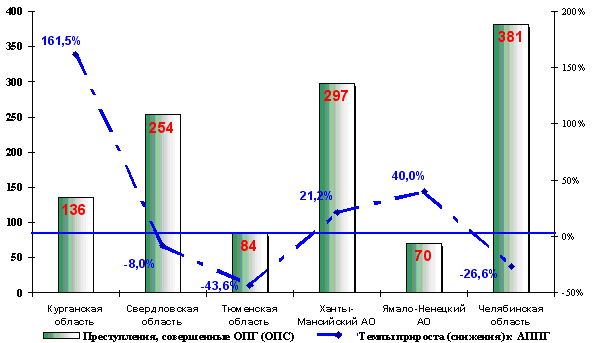 400
350
300
250
200
150
100
50
0
200%
150%
100%
50%
0%
-50%
161,5%
-8,0%
-43,6%
21,2%
40,0%
-26,6%
136
254
84
297
70
381
Курганская
область
Свердловская
область
Тюменская
область
Ханты-
Мансийский АО
Ямало-Ненецкий
АО
Челябинская
область
Преступления, совершенные ОПГ (ОПС)
Темпы прироста (снижения) к АППГ